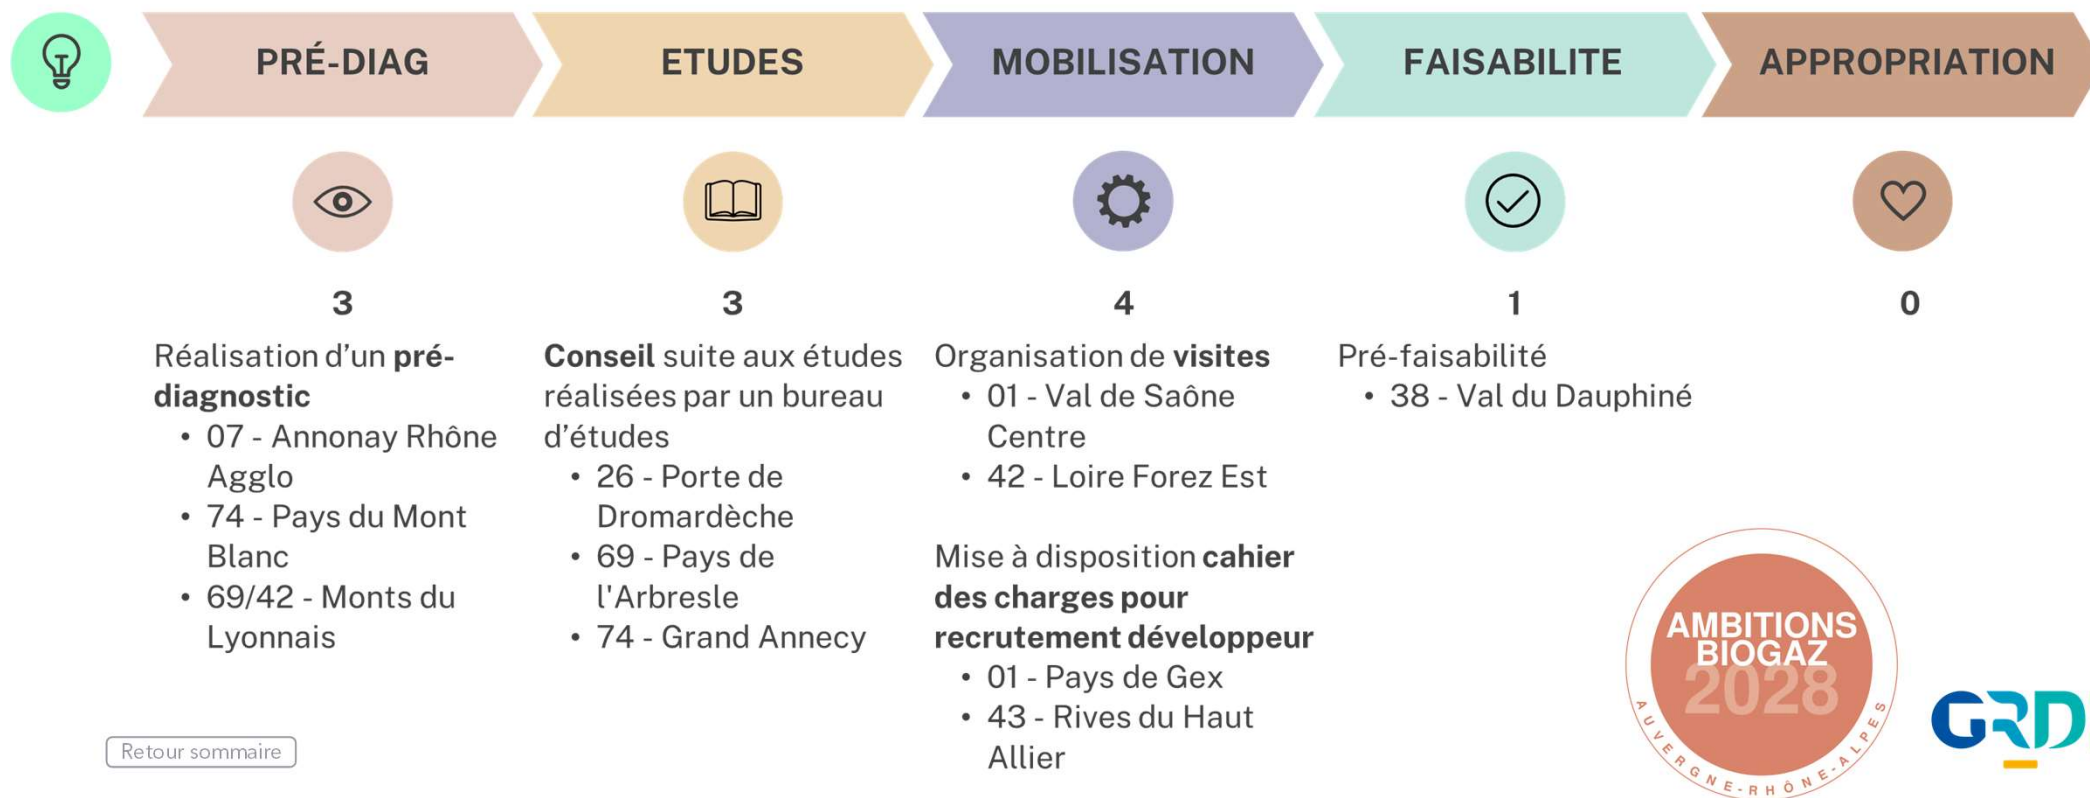 PRÉ-DIAG
ETUDES
MOBILISATION
FAISABILITE
APPROPRIATION
3
Réalisation d’un pré-
diagnostic
• 07 - Annonay Rhône
Agglo
• 74 - Pays du Mont
Blanc
• 69/42 - Monts du
Lyonnais
3
Conseil suite aux études
réalisées par un bureau
d’études
• 26 - Porte de
Dromardèche
• 69 - Pays de
l'Arbresle
• 74 - Grand Annecy
4
Organisation de visites
• 01 - Val de Saône
Centre
• 42 - Loire Forez Est
Mise à disposition cahier
des charges pour
recrutement développeur
• 01 - Pays de Gex
• 43 - Rives du Haut
Allier
1
Pré-faisabilité
• 38 - Val du Dauphiné
0
AMBITIONS
BIOGAZ
2028
AUVERGNE-RHÔNE-ALPES
GRD
Retour sommaire